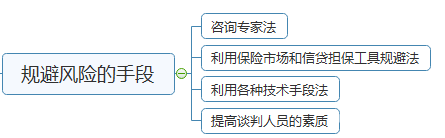 规避风险的手段
咨询专家法
利用保险市场和信贷担保工具规避法
利用各种技术手段法
提高谈判人员的素质